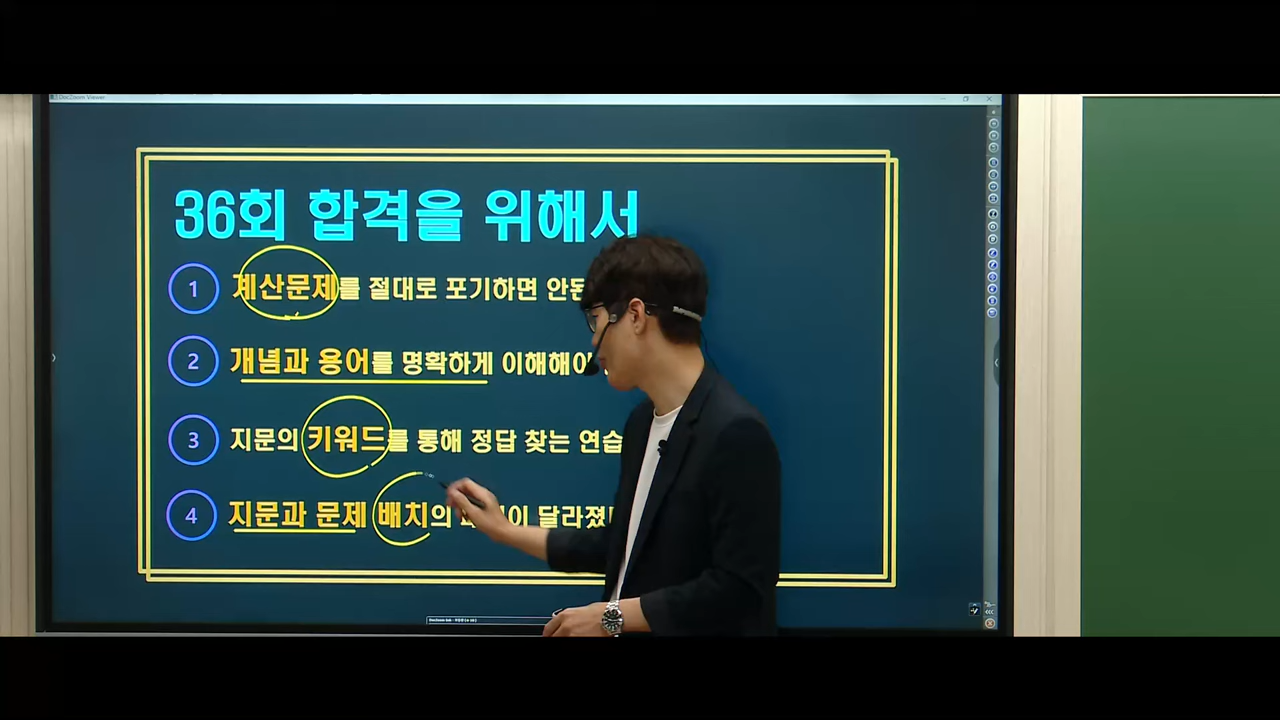 DocZoom Viewer
36회 합격을 위해서
1 계산문제를 절대로 포기하면 안된
2 개념과 용어를 명확하게 이해해야
3 지문의 키워드를 통해 정답 찾는 연습
4 지문과 문제 배치의 이 달라졌